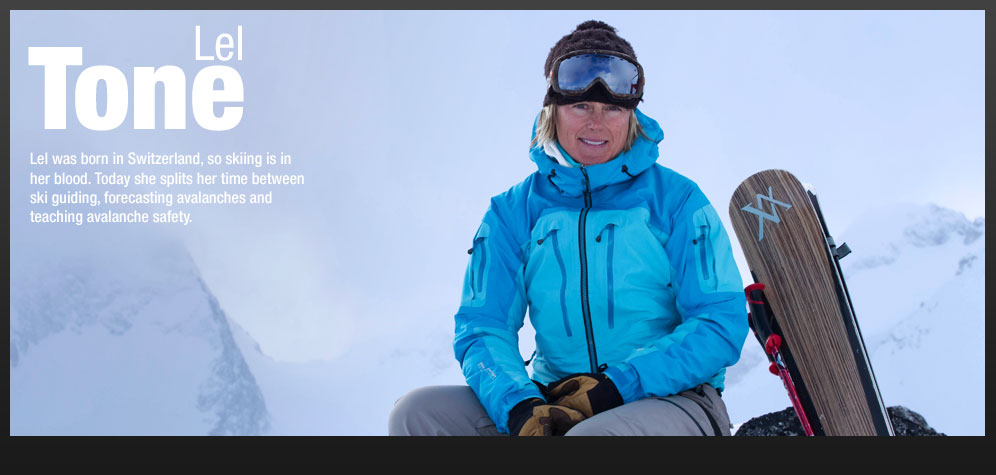 Lel
Tone
Lel was born in Switzerland, so skiing is in
her blood. Today she splits her time between
ski guiding, forecasting avalanches and
teaching avalanche safety.